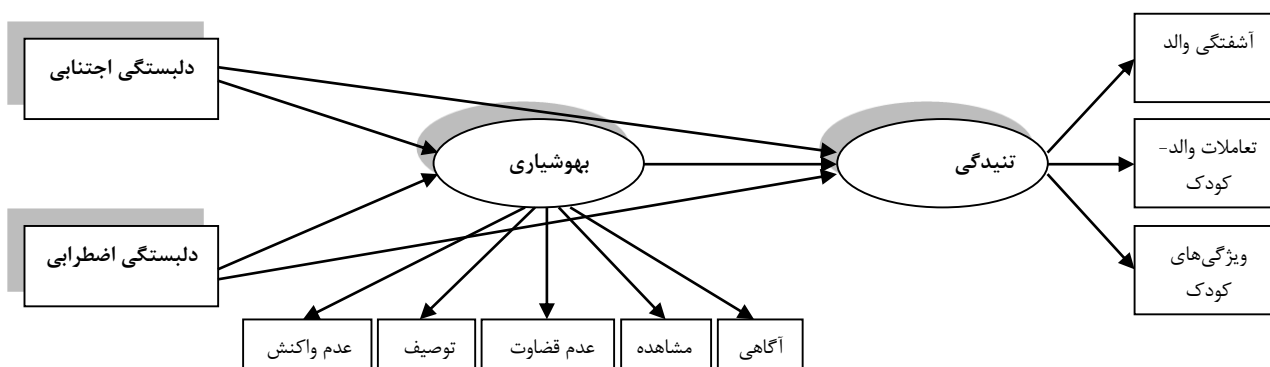 آشفتگی والد
دلبستگی اجتنابی
تعاملات والد-
کودک
تنیدگی
بهوشیاری
دلبستگی اضطرابی
ویژگی‌های
کودک
آگاهی
مشاهده
عدم قضاوت
توصیف
عدم واکنش